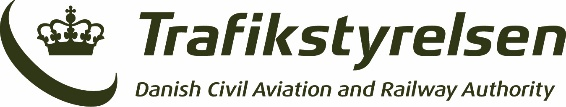 Trafikstyrelsen
Danish Civil Aviation and Railway Authority